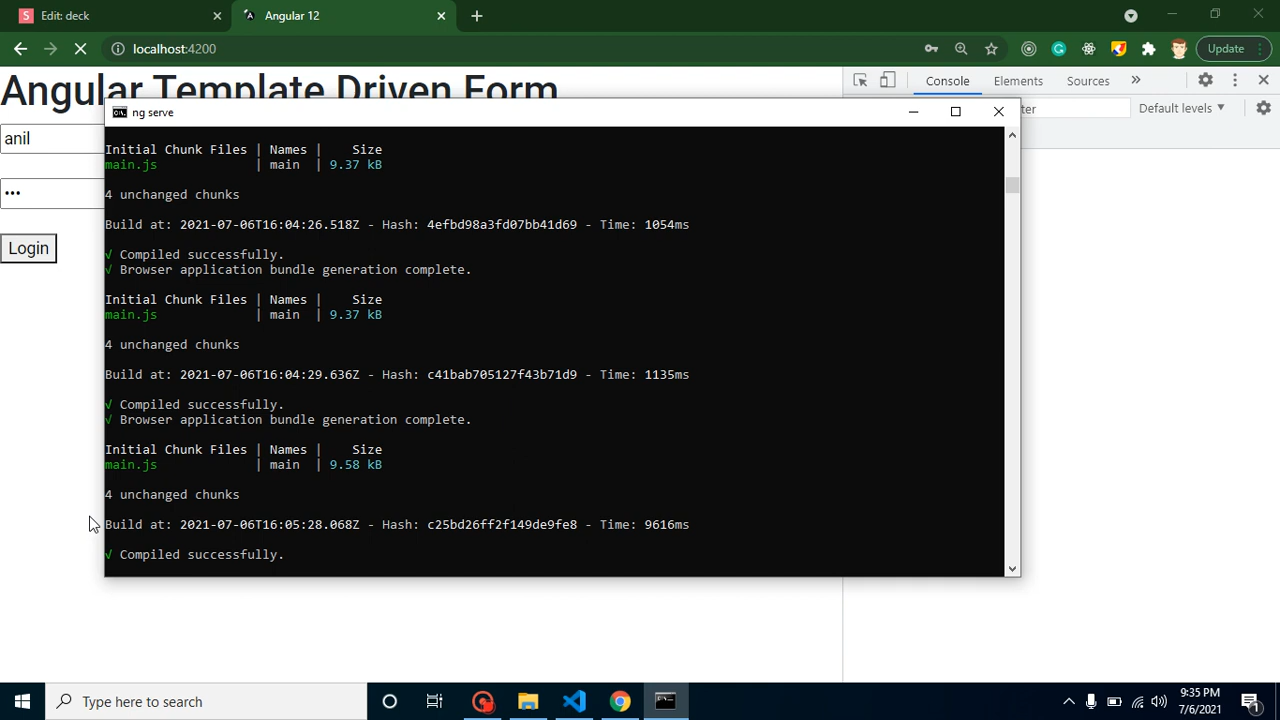 Edit: deck
Angular 12
localhost:4200
Update
Angular Template Driven Form
Console
Elements
Sources
Default levels
anil
•••
Login
ng serve
Initial Chunk Files | Names | Size
main.js | main | 9.37 kB
4 unchanged chunks
Build at: 2021-07-06T16:04:26.518Z - Hash: 4efbd98a3fd07bb41d69 - Time: 1054ms
√ Compiled successfully.
√ Browser application bundle generation complete.
Initial Chunk Files | Names | Size
main.js | main | 9.37 kB
4 unchanged chunks
Build at: 2021-07-06T16:04:29.636Z - Hash: c41bab705127f43b71d9 - Time: 1135ms
√ Compiled successfully.
√ Browser application bundle generation complete.
Initial Chunk Files | Names | Size
main.js | main | 9.58 kB
4 unchanged chunks
Build at: 2021-07-06T16:05:28.068Z - Hash: c25bd26ff2f149de9fe8 - Time: 9616ms
√ Compiled successfully.
Type here to search
9:35 PM
7/6/2021